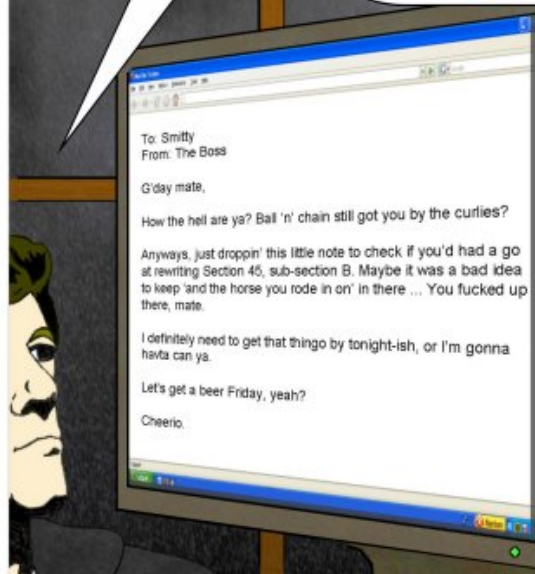 To: Smitty
From: The Boss
G'day mate,
How the hell are ya? Ball 'n' chain still got you by the curlies?
Anyways, just droppin' this little note to check if you'd had a go
at rewriting Section 45, sub-section B. Maybe it was a bad idea
to keep 'and the horse you rode in on' in there ... You fucked up
there, mate.
I definitely need to get that thingo by tonight-ish, or I'm gonna
havta can ya.
Let's get a beer Friday, yeah?
Cheerio.